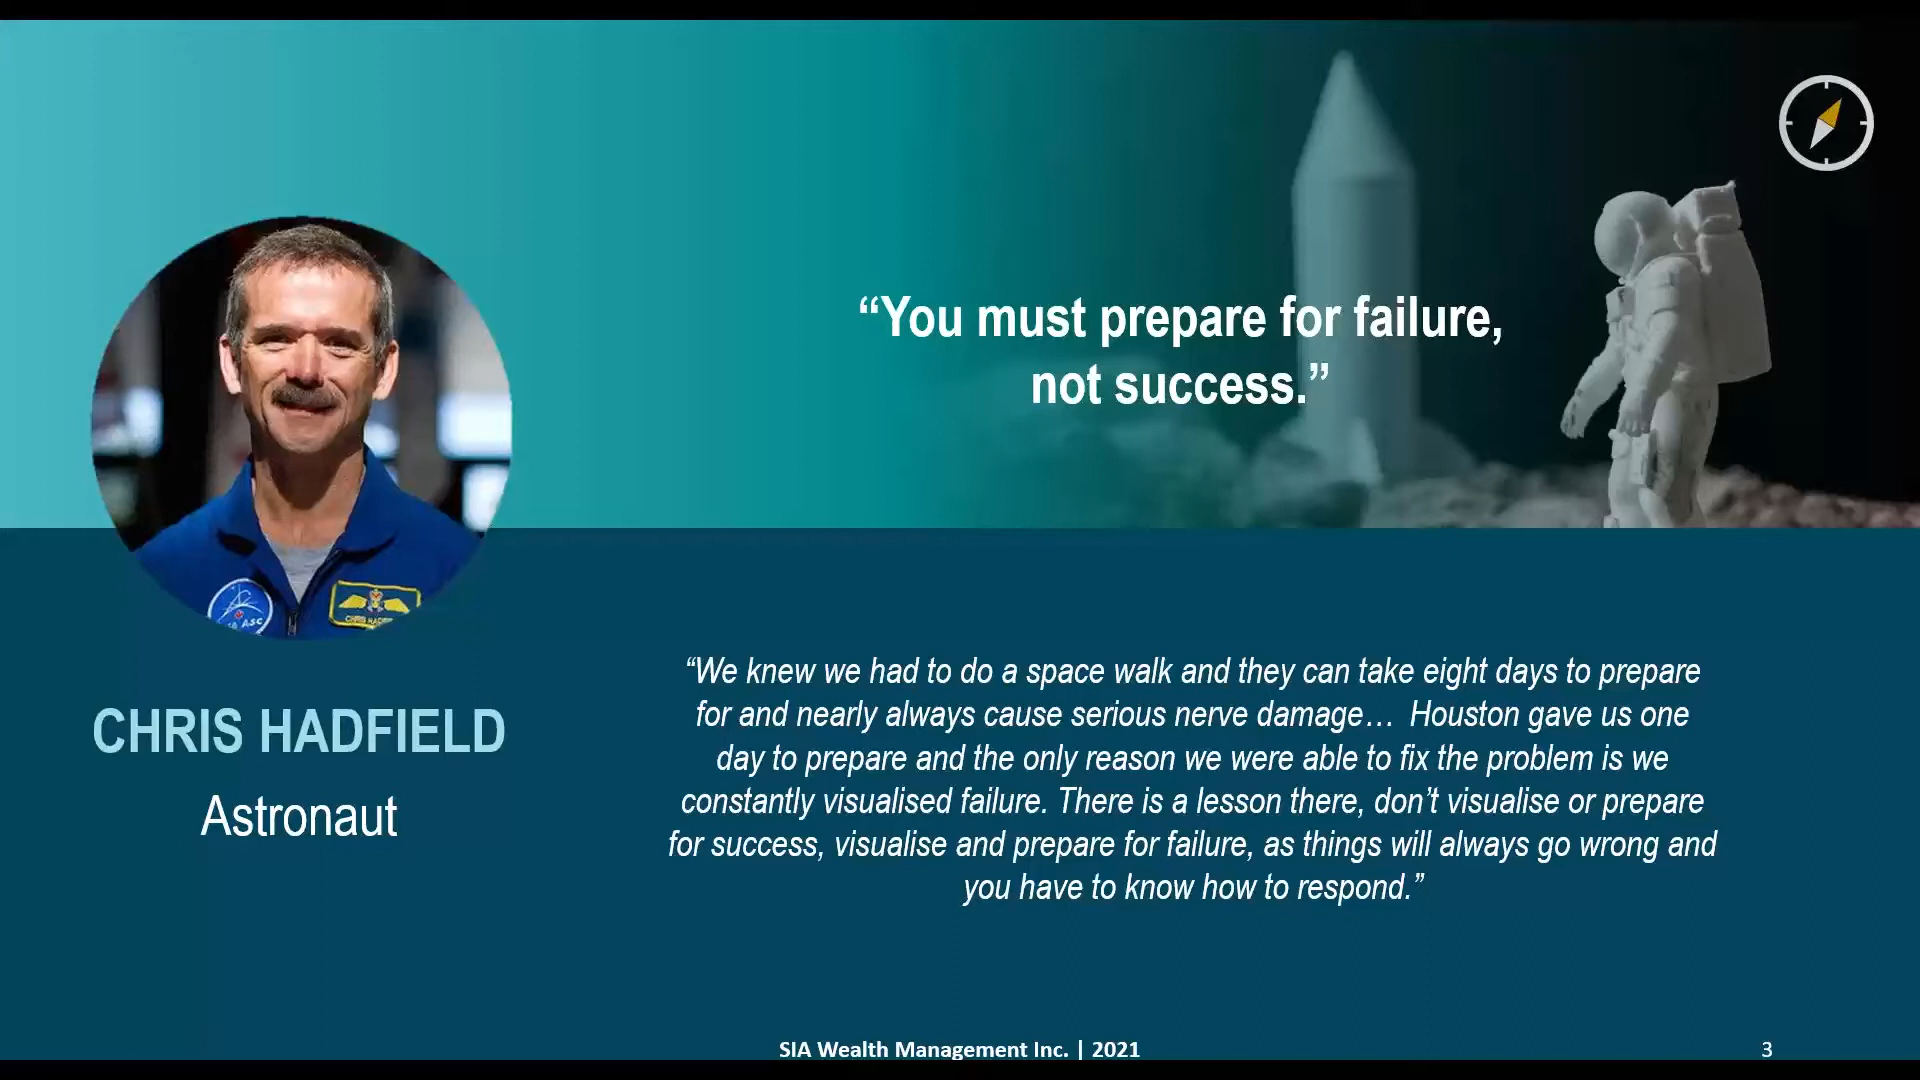 “You must prepare for failure,
not success.”
CHRIS HADFIELD
Astronaut
“We knew we had to do a space walk and they can take eight days to prepare
for and nearly always cause serious nerve damage… Houston gave us one
day to prepare and the only reason we were able to fix the problem is we
constantly visualised failure. There is a lesson there, don’t visualise or prepare
for success, visualise and prepare for failure, as things will always go wrong and
you have to know how to respond.”
SIA Wealth Management Inc. | 2021
3